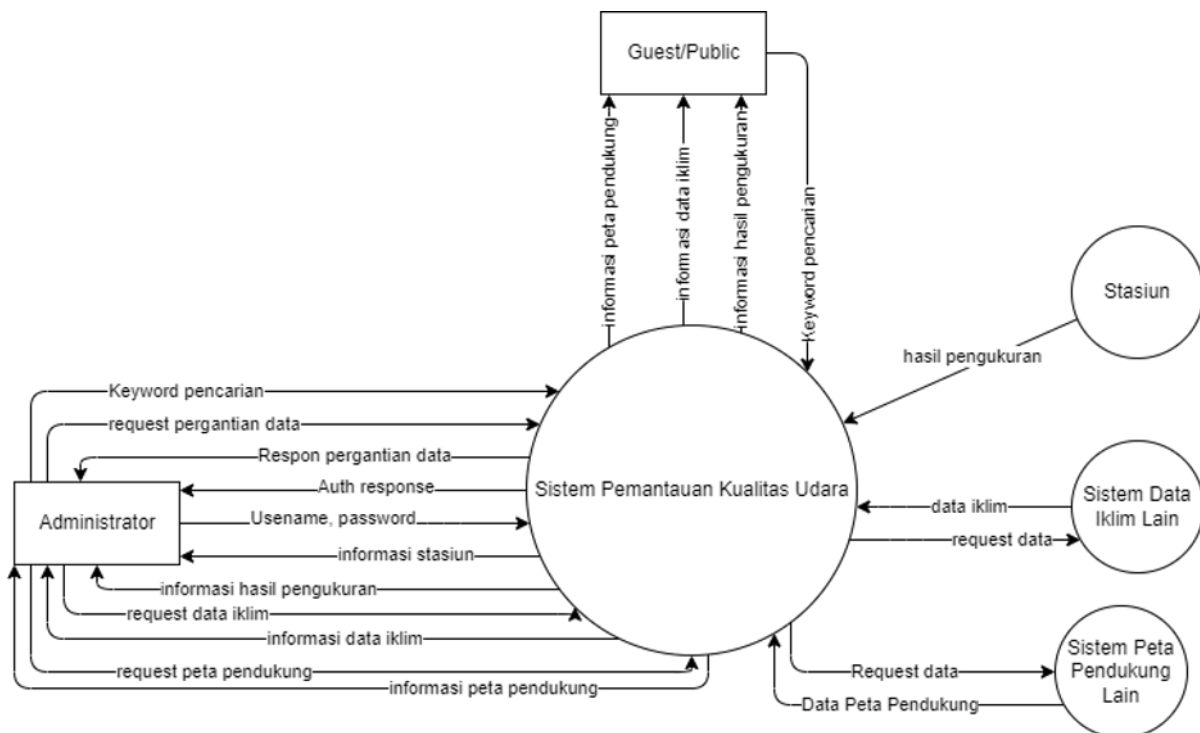 Guest/Public
informasi peta pendukung
informasi data iklim
informasi hasil pengukuran
Keyword pencarian
Stasiun
hasil pengukuran
Keyword pencarian
request pergantian data
Respon pergantian data
Auth response
Sistem Pemantauan Kualitas Udara
Administrator
Usename, password
informasi stasiun
informasi hasil pengukuran
request data iklim
informasi data iklim
request peta pendukung
informasi peta pendukung
data iklim
request data
Sistem Data
Iklim Lain
Request data
Data Peta Pendukung
Sistem Peta
Pendukung
Lain